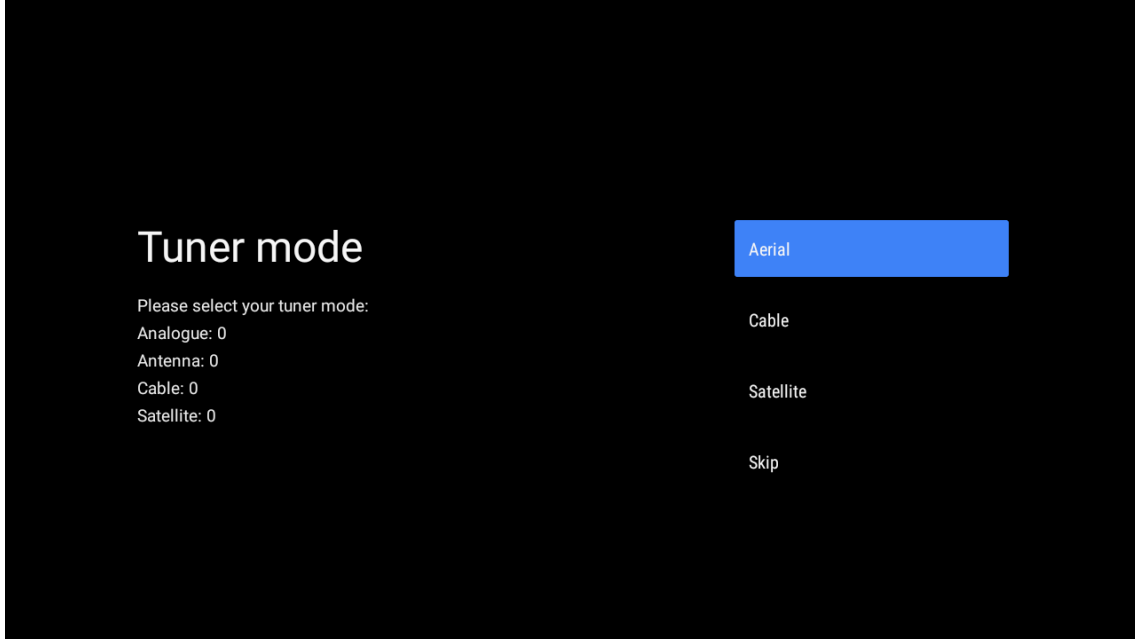 Tuner mode
Please select your tuner mode:
Analogue: 0
Antenna: 0
Cable: 0
Satellite: 0
Aerial
Cable
Satellite
Skip